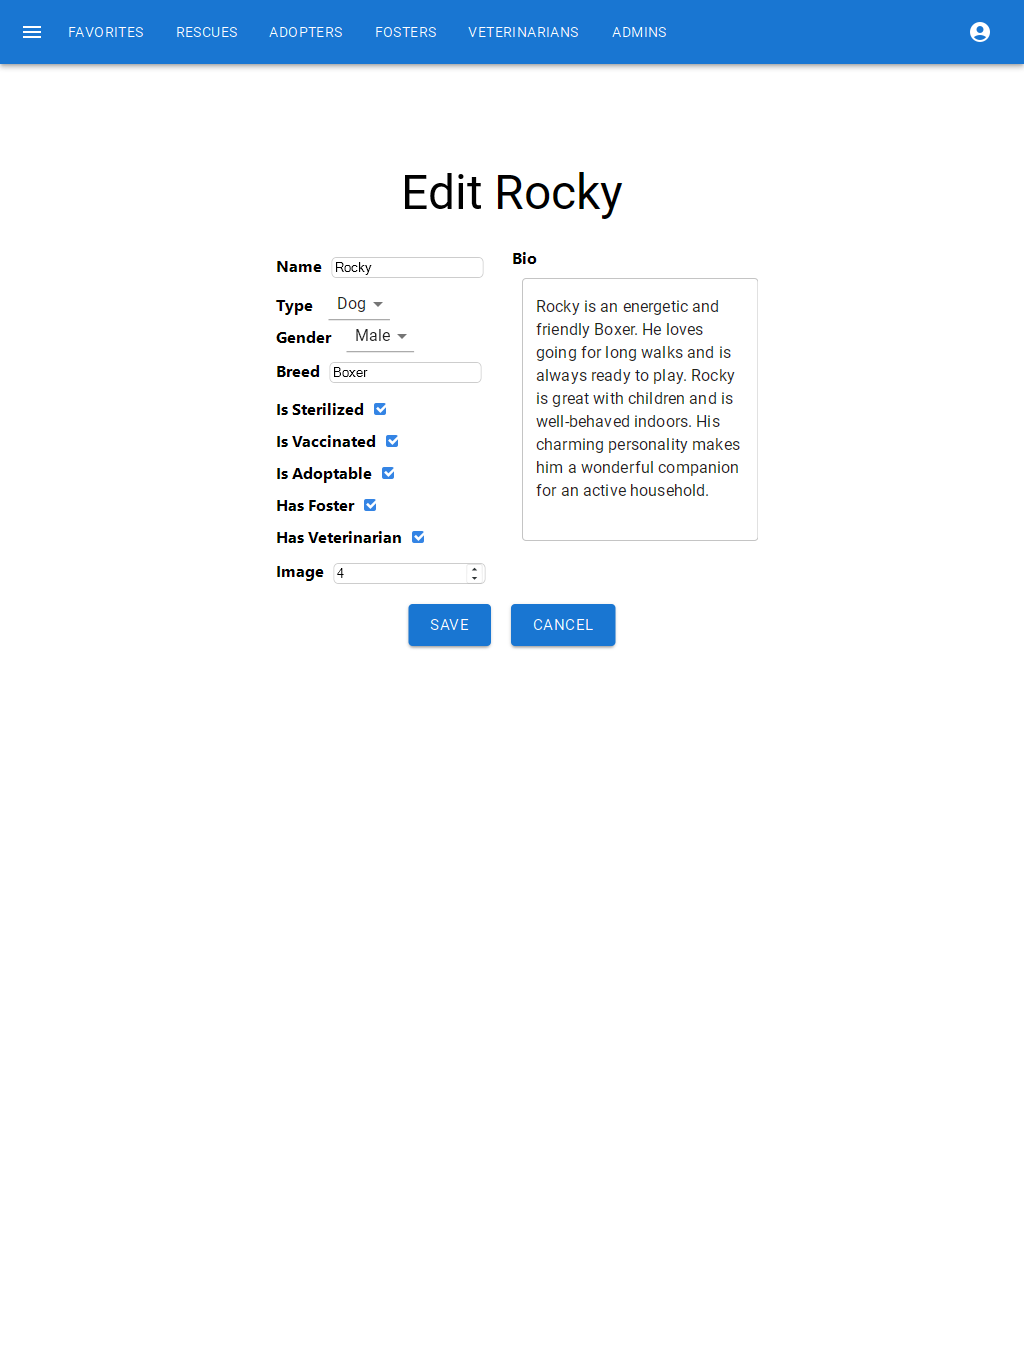 FAVORITES RESCUES ADOPTERS FOSTERS VETERINARIANS ADMINS
Edit Rocky
Name Rocky
Type Dog
Gender Male
Breed Boxer
Is Sterilized
Is Vaccinated
Is Adoptable
Has Foster
Has Veterinarian
Image 4
Bio
Rocky is an energetic and
friendly Boxer. He loves
going for long walks and is
always ready to play. Rocky
is great with children and is
well-behaved indoors. His
charming personality makes
him a wonderful companion
for an active household.
SAVE CANCEL